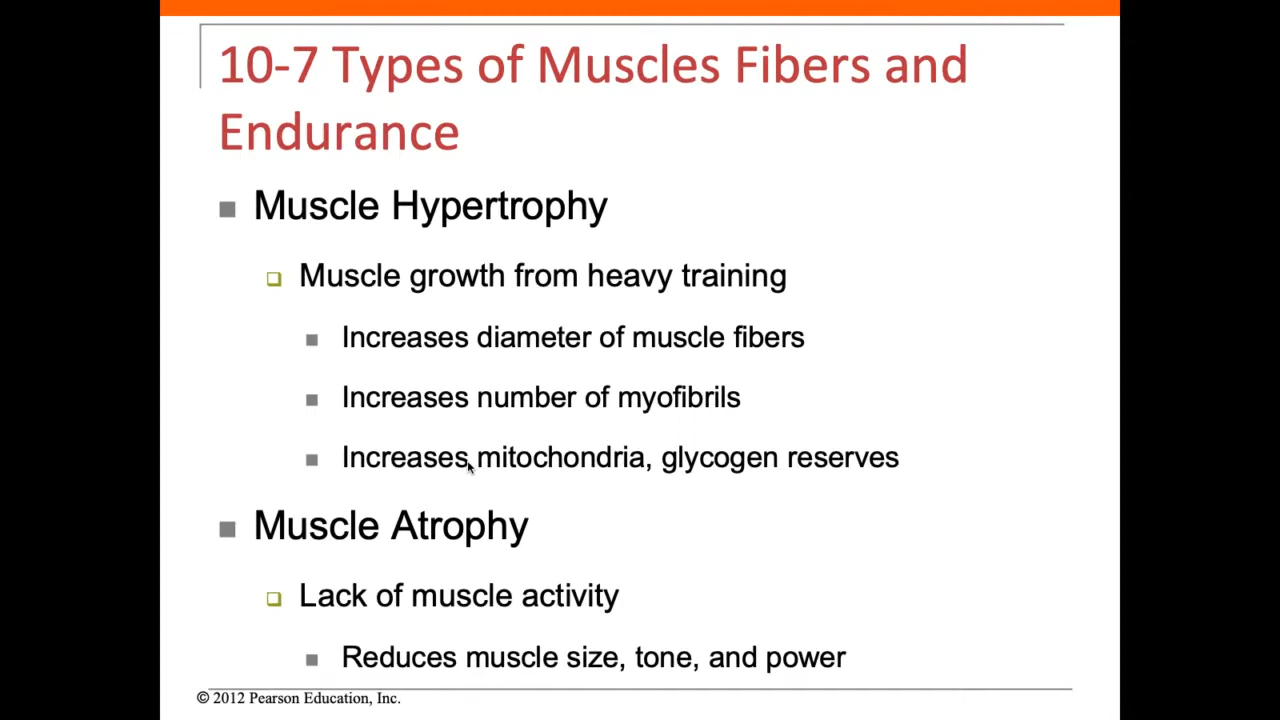 10-7 Types of Muscles Fibers and
Endurance
Muscle Hypertrophy
Muscle growth from heavy training
Increases diameter of muscle fibers
Increases number of myofibrils
Increases mitochondria, glycogen reserves
Muscle Atrophy
Lack of muscle activity
Reduces muscle size, tone, and power
© 2012 Pearson Education, Inc.